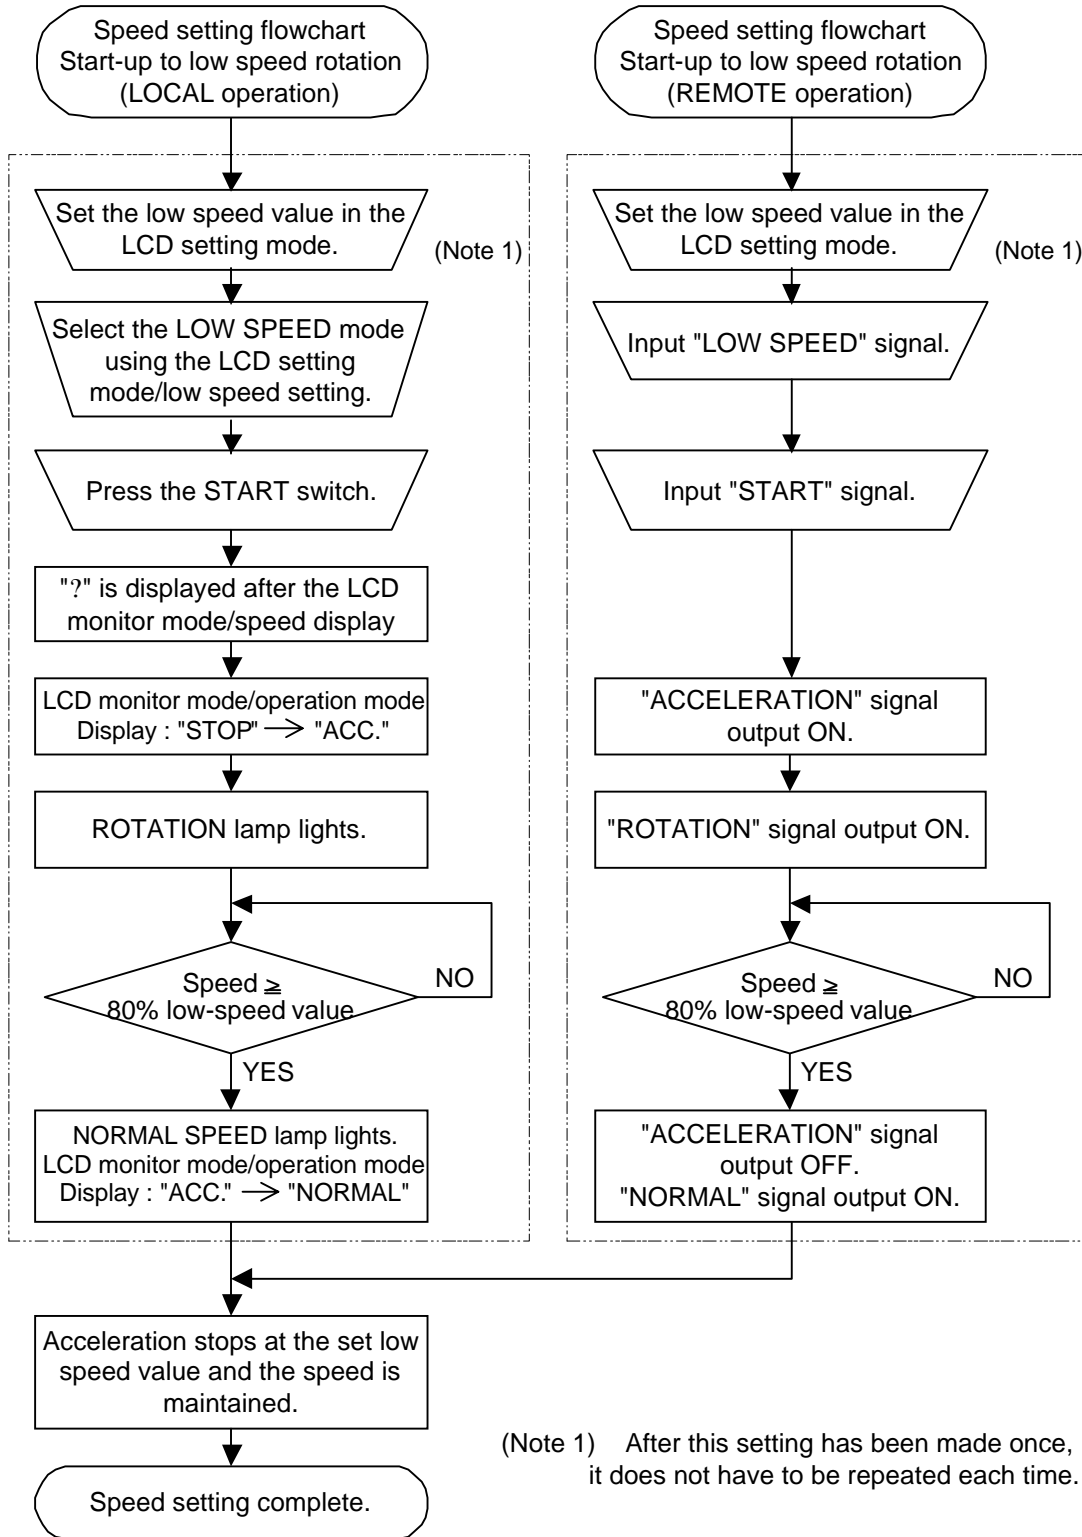 Speed setting flowchart
Start-up to low speed rotation
(LOCAL operation)
Set the low speed value in the
LCD setting mode.
(Note 1)
Select the LOW SPEED mode
using the LCD setting
mode/low speed setting.
Press the START switch.
"?" is displayed after the LCD
monitor mode/speed display
LCD monitor mode/operation mode
Display : "STOP" → "ACC."
ROTATION lamp lights.
Speed ≧
80% low-speed value
NO
YES
NORMAL SPEED lamp lights.
LCD monitor mode/operation mode
Display : "ACC." → "NORMAL"
Speed setting flowchart
Start-up to low speed rotation
(REMOTE operation)
Set the low speed value in the
LCD setting mode.
(Note 1)
Input "LOW SPEED" signal.
Input "START" signal.
"ACCELERATION" signal
output ON.
"ROTATION" signal output ON.
Speed ≧
80% low-speed value
NO
YES
"ACCELERATION" signal
output OFF.
"NORMAL" signal output ON.
Acceleration stops at the set low
speed value and the speed is
maintained.
Speed setting complete.
(Note 1) After this setting has been made once,
it does not have to be repeated each time.